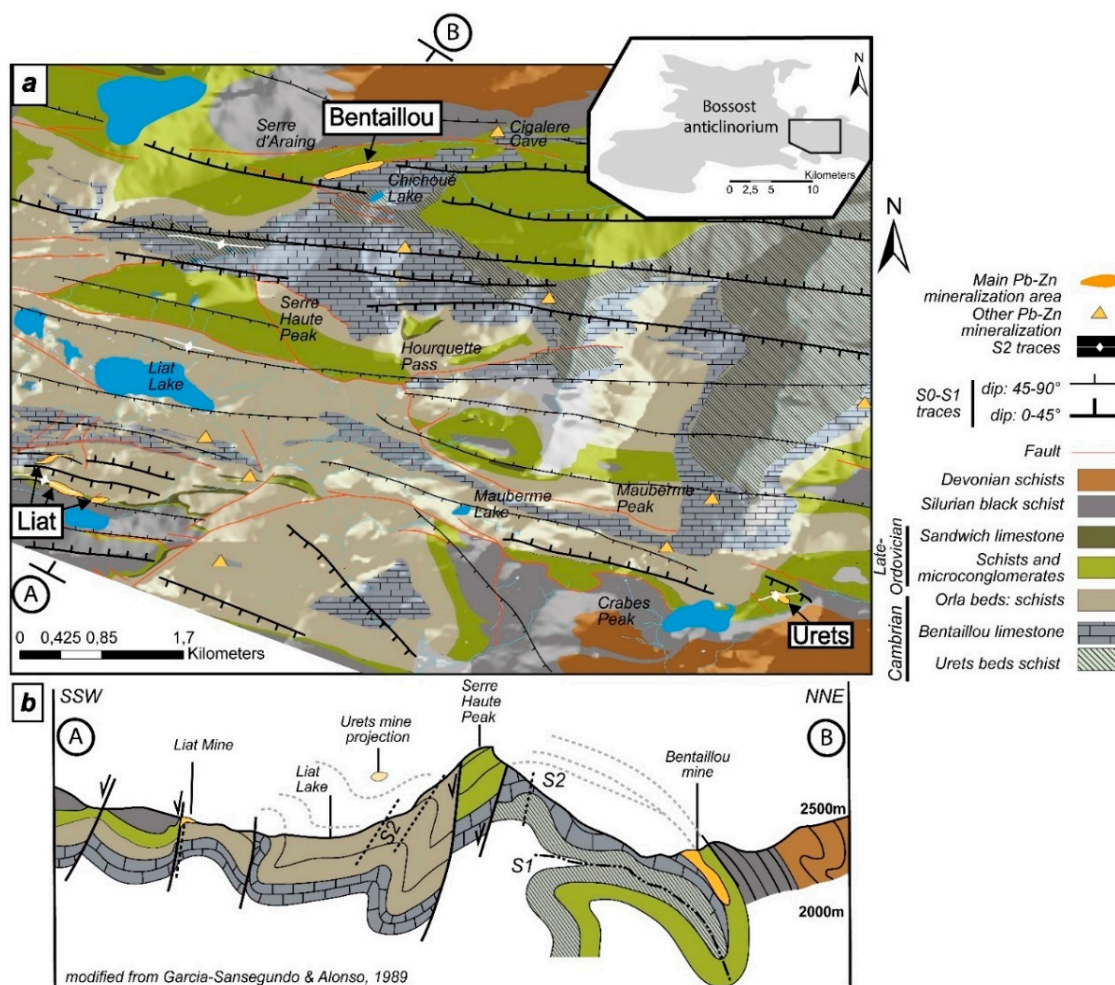 B
a
Bentaillou
Serre
d'Araing
Cigalere
Cave
Chichoué
Lake
Bossost
anticlinorium
N
Kilometers
0 2,5 5 10
N
Serre
Haute
Peak
Hourquette
Pass
Liat
Lake
Liat
Mauberme
Lake
Mauberme
Peak
Crabes
Peak
Urets
A
0 0,425 0,85 1,7
Kilometers
Main Pb-Zn
mineralization area
Other Pb-Zn
mineralization
S2 traces
S0-S1
traces
dip: 45-90°
dip: 0-45°
Fault
Devonian schists
Silurian black schist
Late-
Ordovician
Sandwich limestone
Schists and
microconglomerates
Cambrian
Orla beds: schists
Bentaillou limestone
Urets beds schist
b
SSW
A
Liat Mine
Liat
Lake
Urets mine
projection
Serre
Haute
Peak
S2
S2
S1
Bentaillou
mine
NNE
B
2500m
2000m
modified from Garcia-Sansegundo & Alonso, 1989